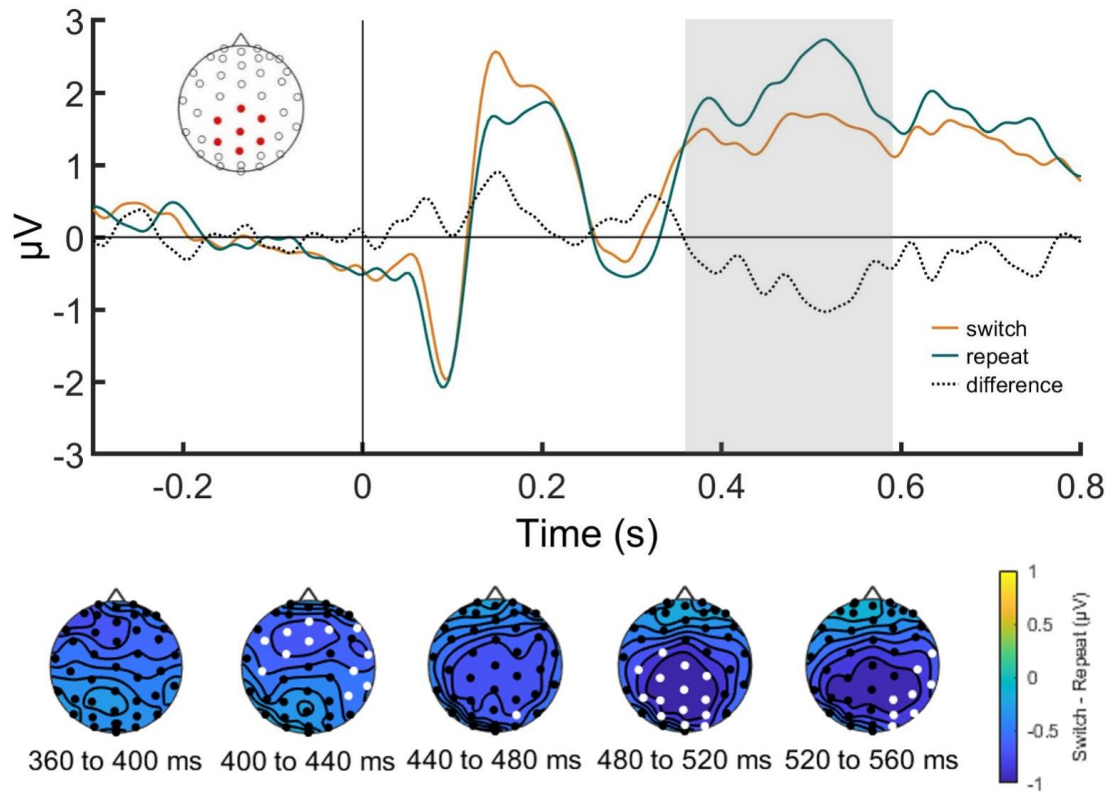 3
2
1
0
-1
-2
-3
µV
-0.2 0 0.2 0.4 0.6 0.8
Time (s)
switch
repeat
difference
360 to 400 ms
400 to 440 ms
440 to 480 ms
480 to 520 ms
520 to 560 ms
1
0.5
0
-0.5
-1
Switch - Repeat (µV)